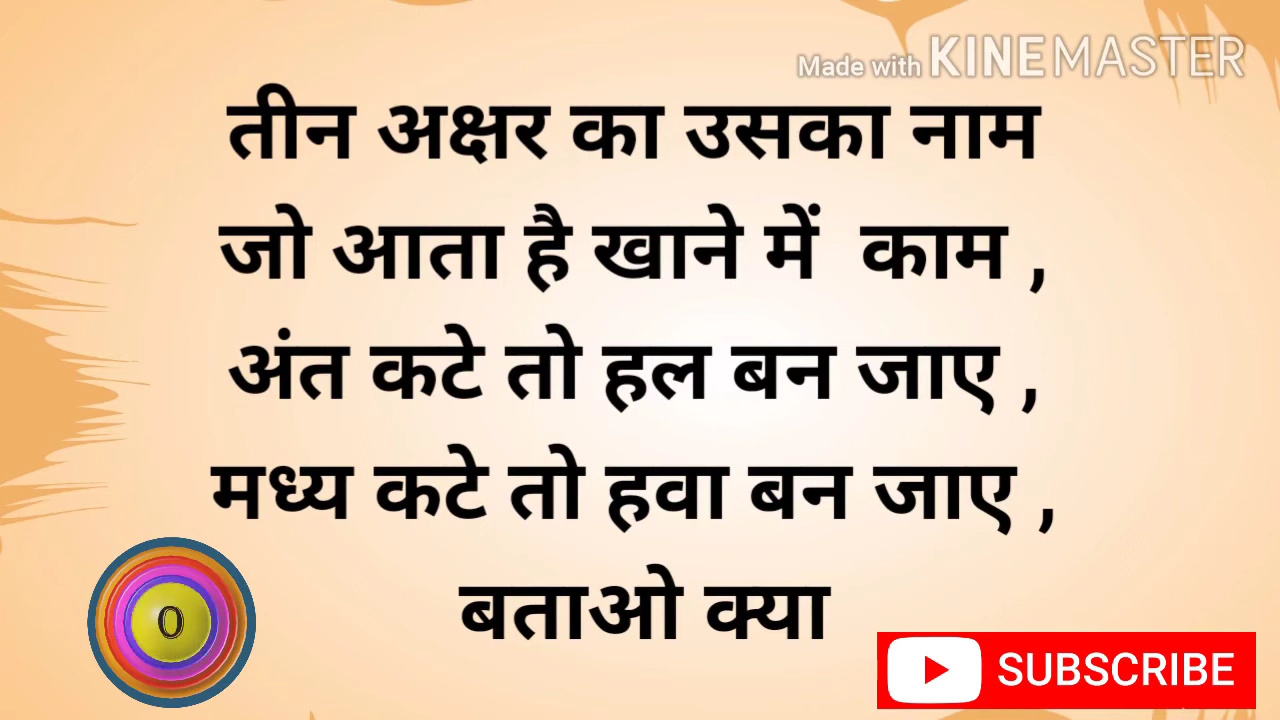 Made with KINEMASTER
तीन अक्षर का उसका नाम
जो आता है खाने में काम ,
अंत कटे तो हल बन जाए ,
मध्य कटे तो हवा बन जाए ,
बताओ क्या
0
SUBSCRIBE